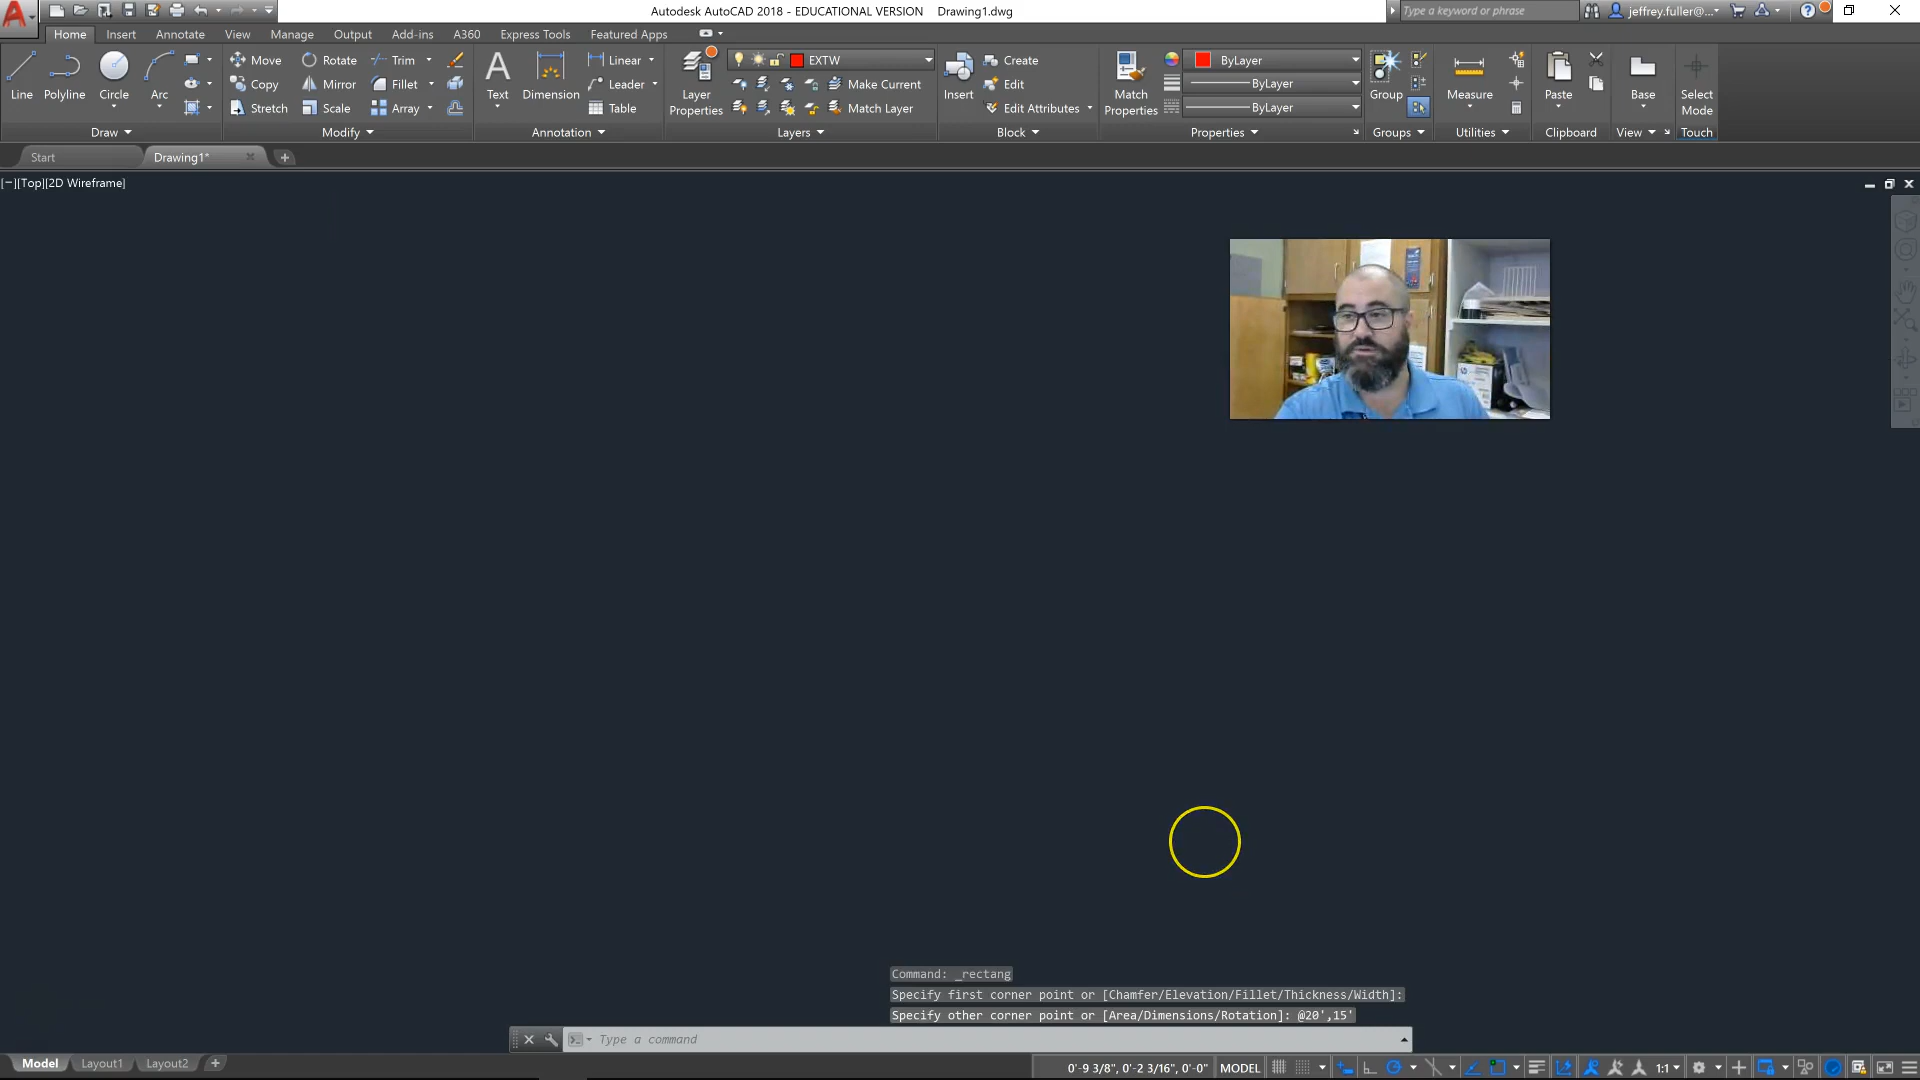 Autodesk AutoCAD 2018 - EDUCATIONAL VERSION    Drawing1.dwg
Type a keyword or phrase
jeffrey.fuller@...
Home Insert Annotate View Manage Output Add-ins A360 Express Tools Featured Apps
Line Polyline Circle Arc
Move Rotate Trim
Copy Mirror Fillet
Stretch Scale Array
Text Dimension
Linear
Leader
Table
Layer Properties
EXTW
Make Current
Match Layer
Insert
Create
Edit
Edit Attributes
Match Properties
ByLayer
ByLayer
ByLayer
Group
Measure
Paste
Base
Select Mode
Draw Modify Annotation Layers Block Properties Groups Utilities Clipboard View Touch
Start Drawing1*
[−][Top][2D Wireframe]
Command: _rectang
Specify first corner point or [Chamfer/Elevation/Fillet/Thickness/Width]:
Specify other corner point or [Area/Dimensions/Rotation]: @20',15'
Type a command
Model Layout1 Layout2
0'-9 3/8", 0'-2 3/16", 0'-0" MODEL 1:1